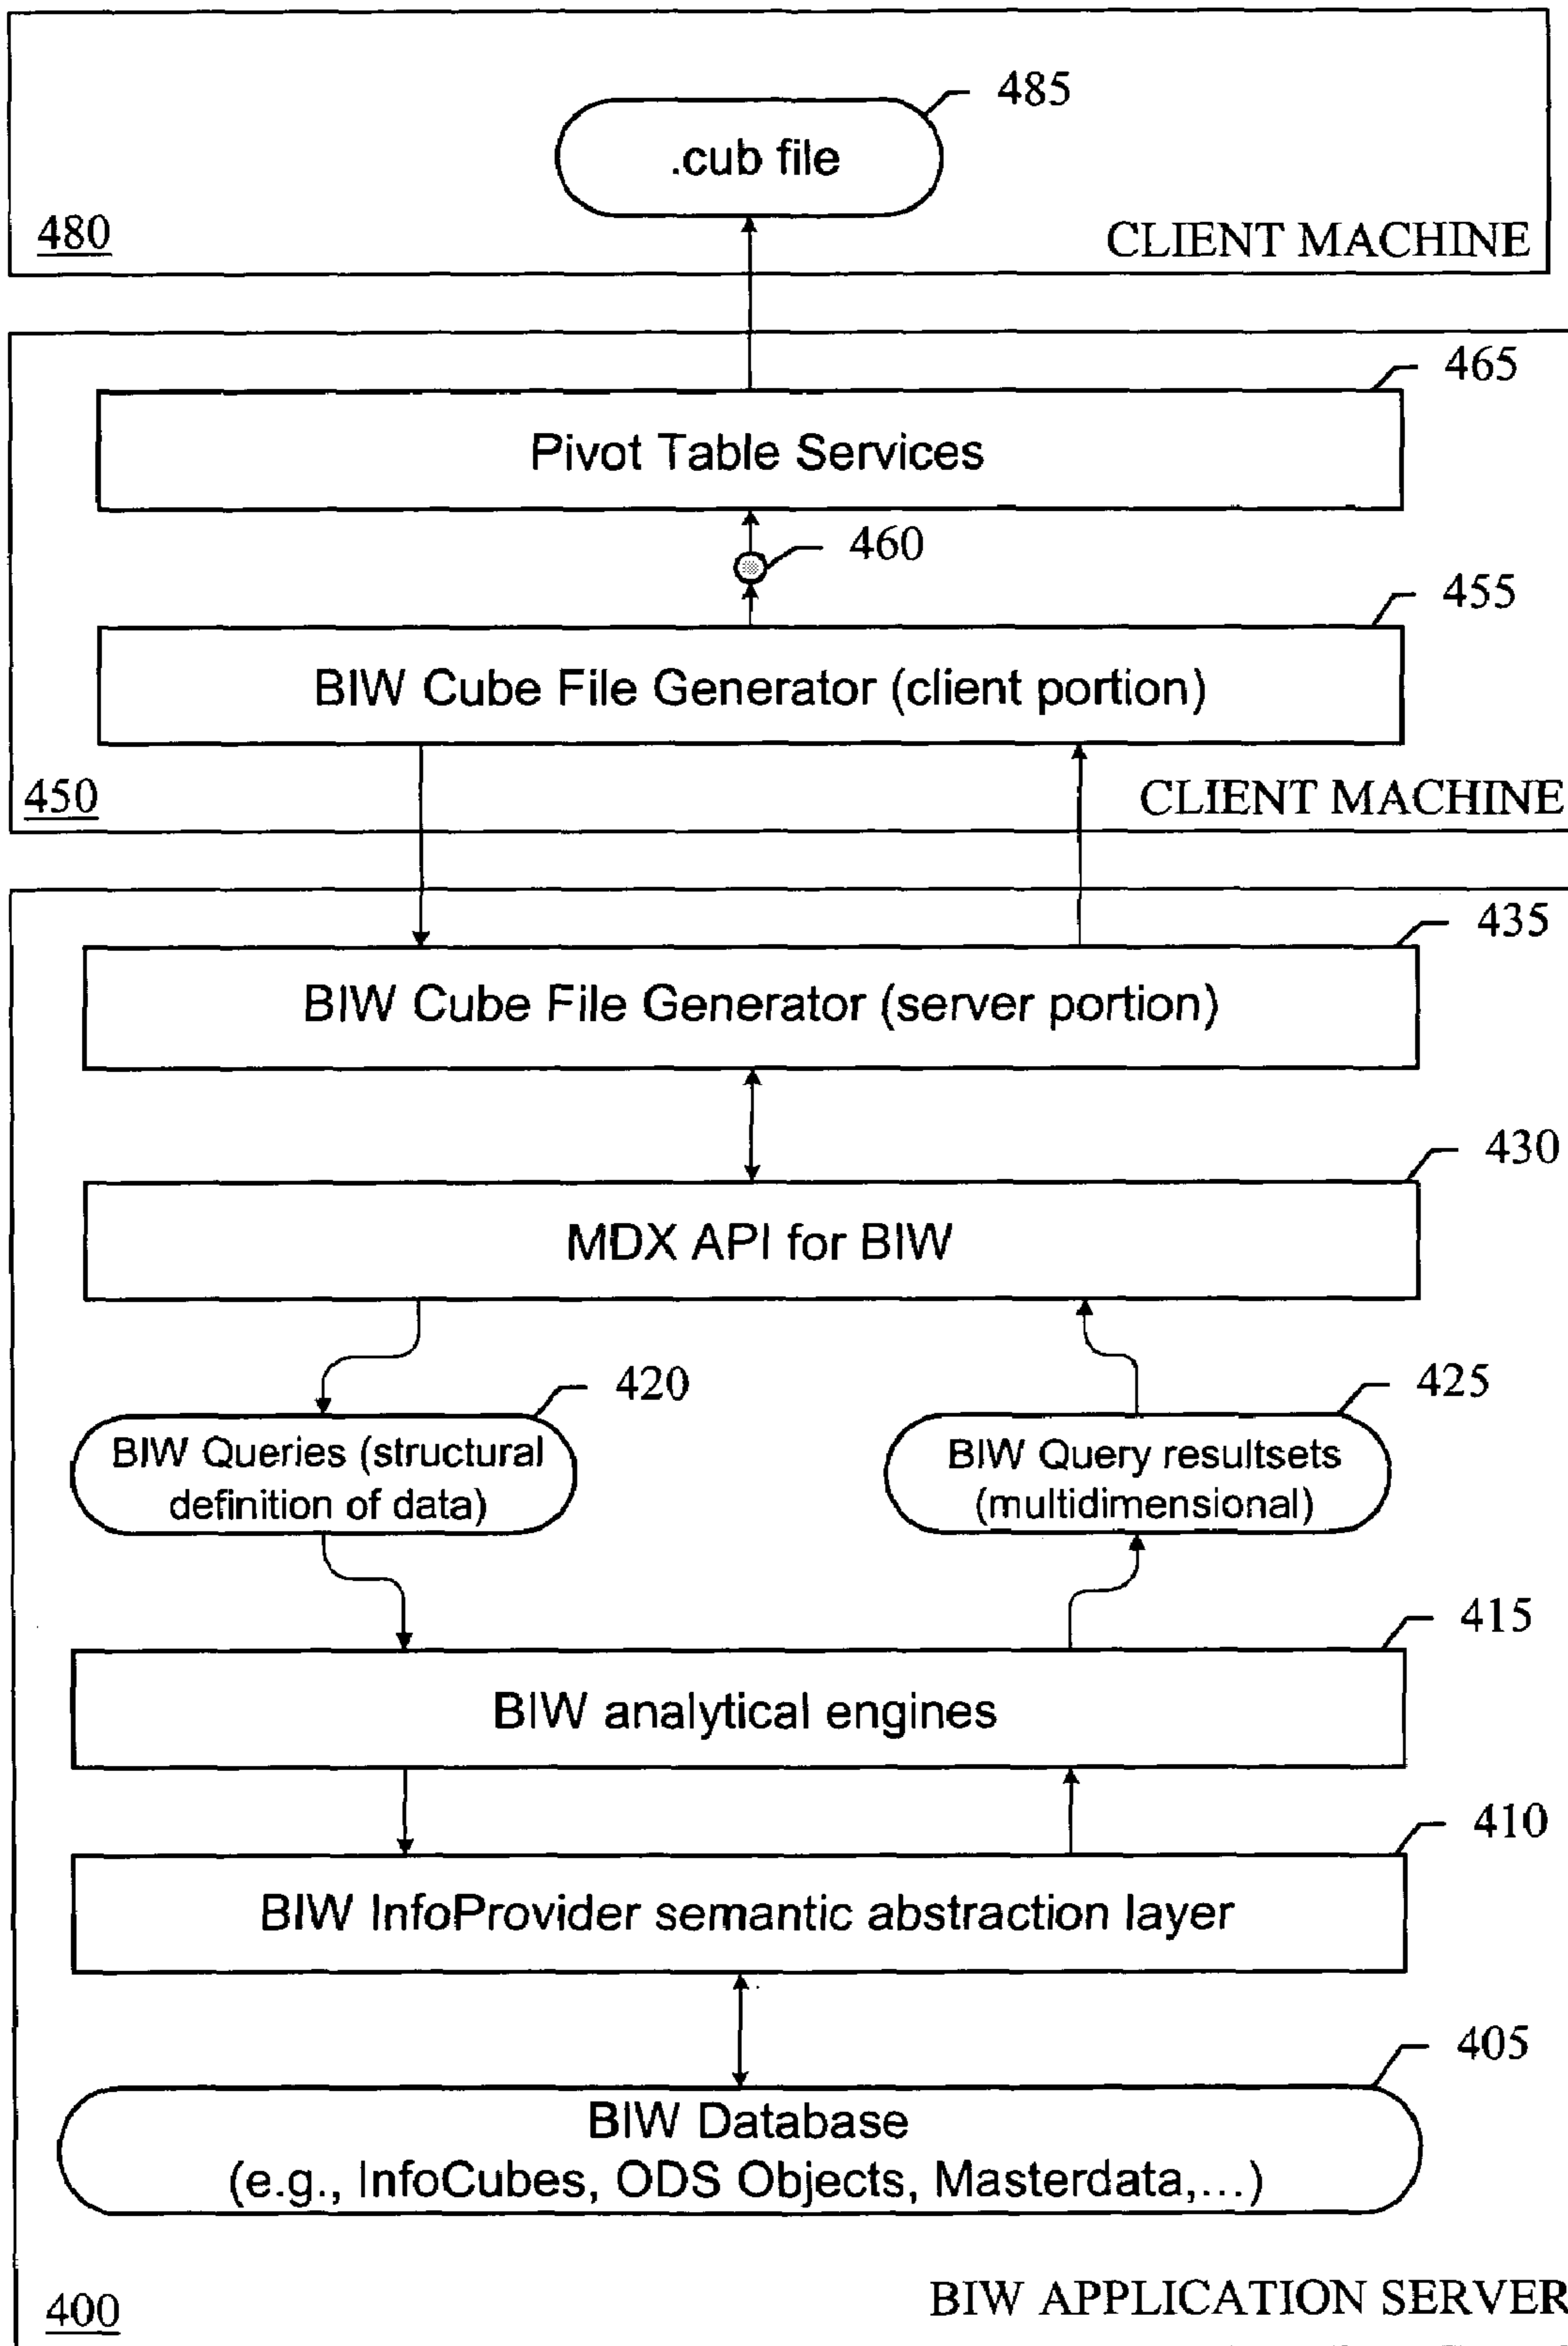 485
.cub file
480
CLIENT MACHINE
465
Pivot Table Services
460
455
BIW Cube File Generator (client portion)
450
CLIENT MACHINE
435
BIW Cube File Generator (server portion)
430
MDX API for BIW
420
425
BIW Queries (structural
definition of data)
BIW Query resultsets
(multidimensional)
415
BIW analytical engines
410
BIW InfoProvider semantic abstraction layer
405
BIW Database
(e.g., InfoCubes, ODS Objects, Masterdata,...)
400
BIW APPLICATION SERVER